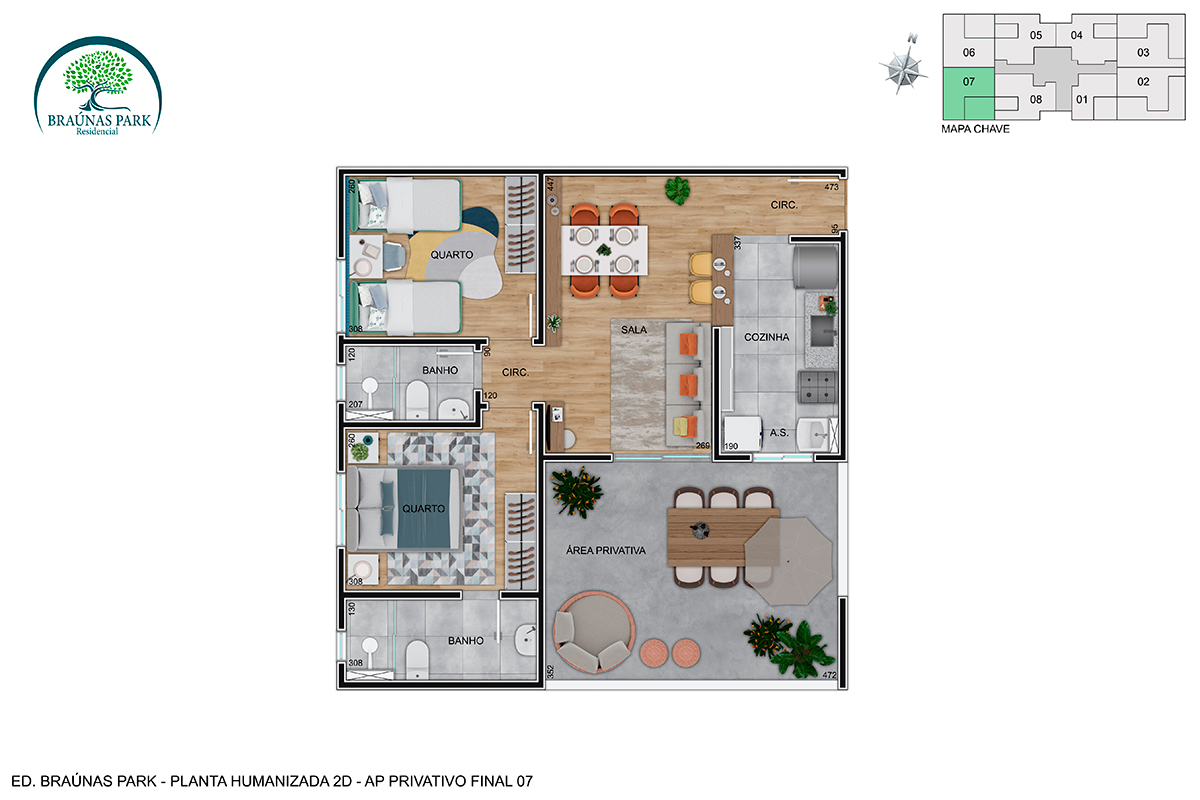 BRAÚNAS PARK
Residencial
N
05
04
06
03
07
02
08
01
MAPA CHAVE
260
447
473
CIRC.
95
337
QUARTO
308
SALA
COZINHA
120
90
BANHO
CIRC.
207
120
260
269
190
A.S.
QUARTO
ÁREA PRIVATIVA
308
130
BANHO
308
352
472
ED. BRAÚNAS PARK - PLANTA HUMANIZADA 2D - AP PRIVATIVO FINAL 07